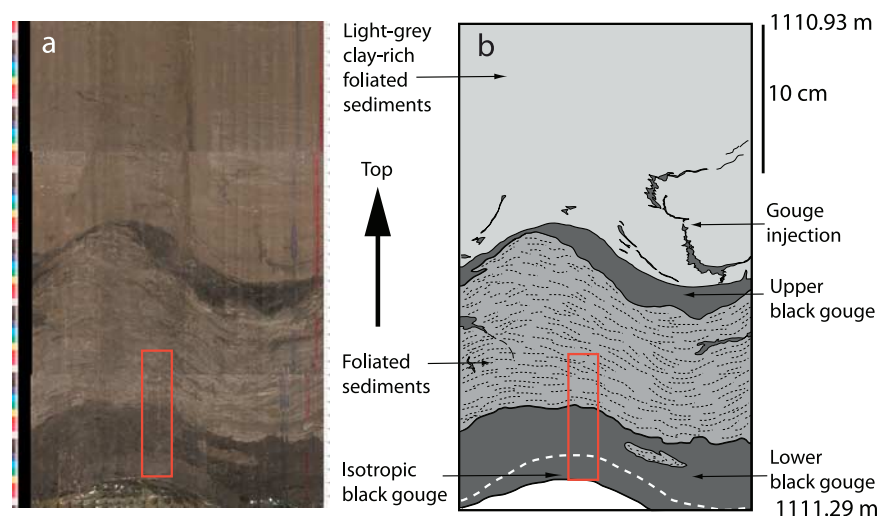 a
Light-grey
clay-rich
foliated
sediments
b
1110.93 m
10 cm
Top
Gouge
injection
Upper
black gouge
Foliated
sediments
Isotropic
black gouge
Lower
black gouge
1111.29 m